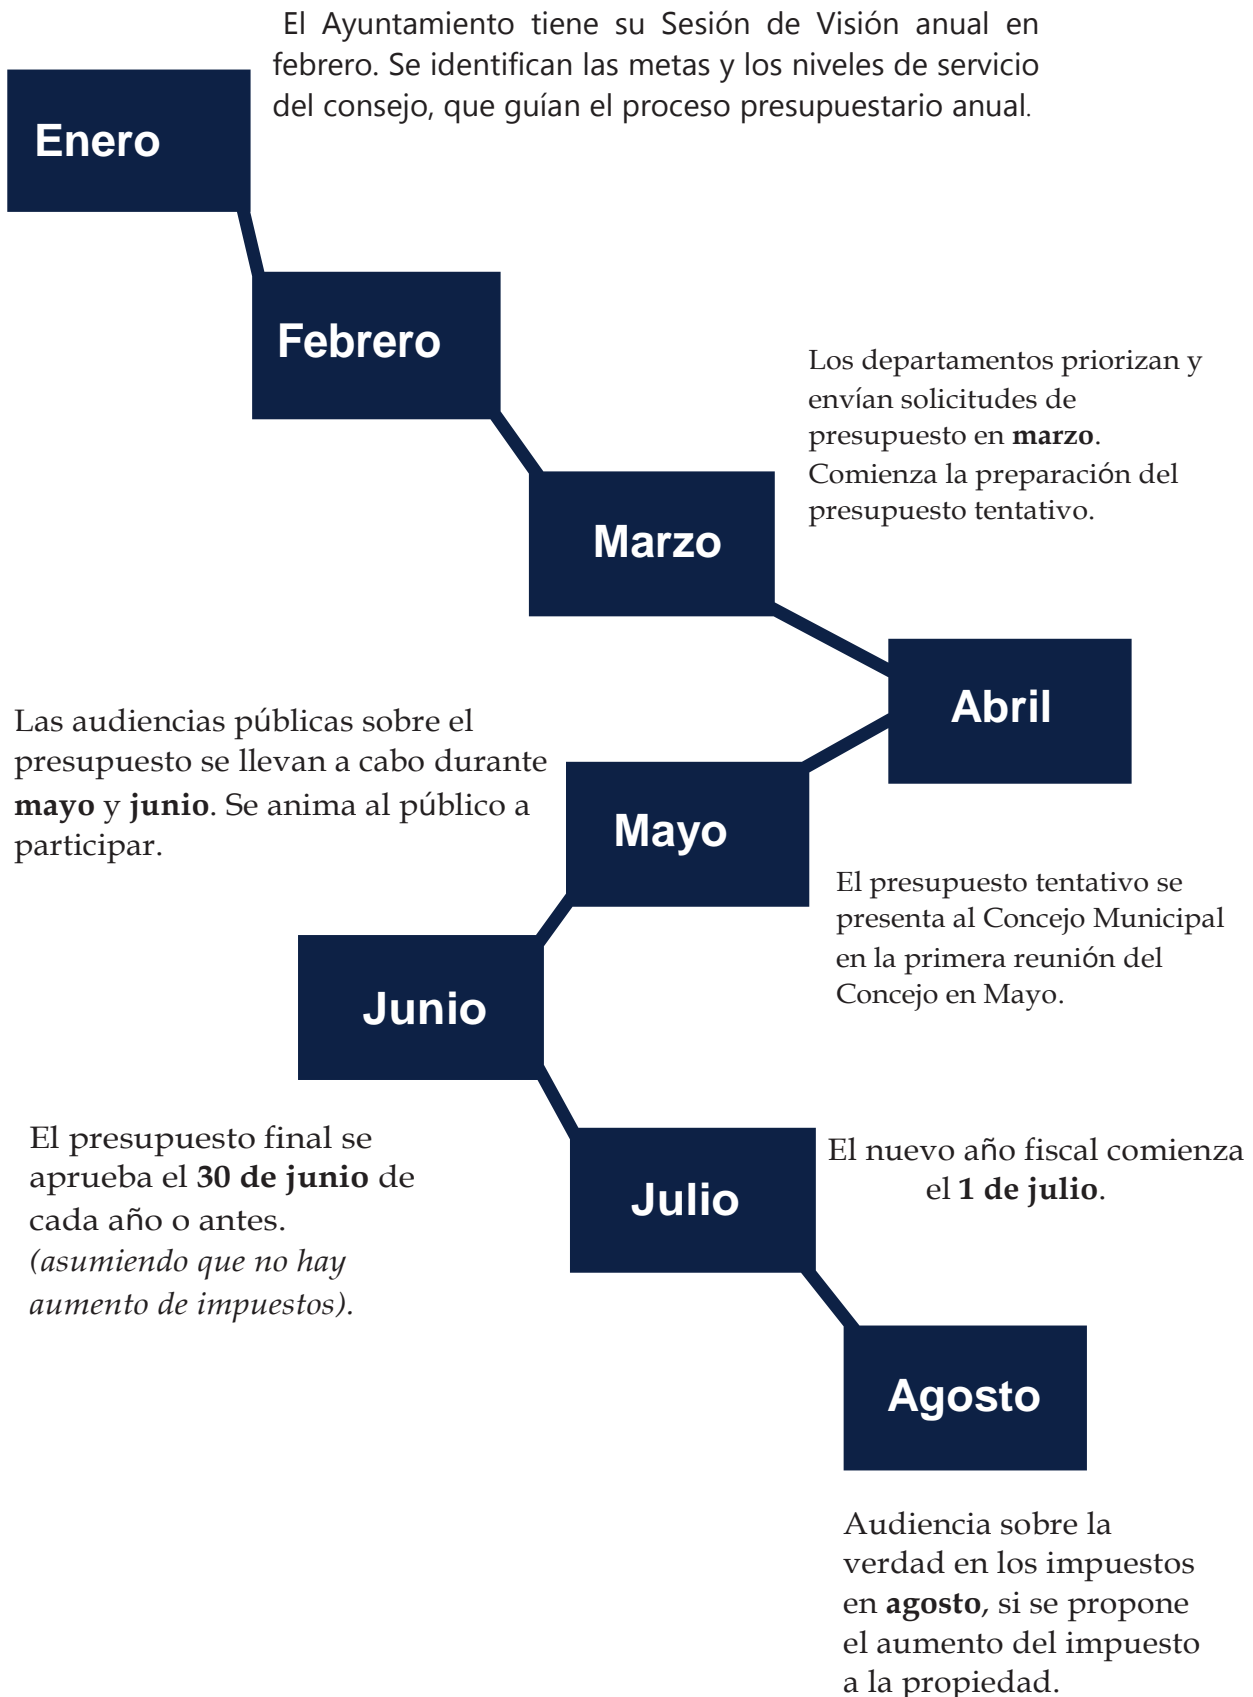 El Ayuntamiento tiene su Sesión de Visión anual en
febrero. Se identifican las metas y los niveles de servicio
del consejo, que guían el proceso presupuestario anual.
Enero
Febrero
Los departamentos priorizan y
envían solicitudes de
presupuesto en marzo.
Comienza la preparación del
presupuesto tentativo.
Marzo
Abril
Las audiencias públicas sobre el
presupuesto se llevan a cabo durante
mayo y junio. Se anima al público a
participar.
Mayo
El presupuesto tentativo se
presenta al Concejo Municipal
en la primera reunión del
Concejo en Mayo.
Junio
El presupuesto final se
aprueba el 30 de junio de
cada año o antes.
(asumiendo que no hay
aumento de impuestos).
Julio
El nuevo año fiscal comienza
el 1 de julio.
Agosto
Audiencia sobre la
verdad en los impuestos
en agosto, si se propone
el aumento del impuesto
a la propiedad.